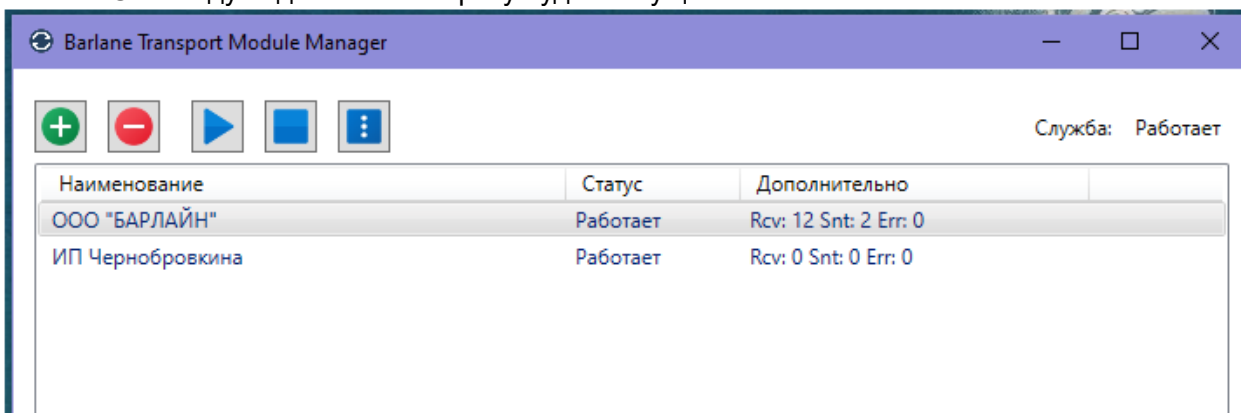 Barlane Transport Module Manager
Служба: Работает
Наименование Статус Дополнительно
ООО "БАРЛАЙН" Работает Rcv: 12 Snt: 2 Err: 0
ИП Чернобровкина Работает Rcv: 0 Snt: 0 Err: 0